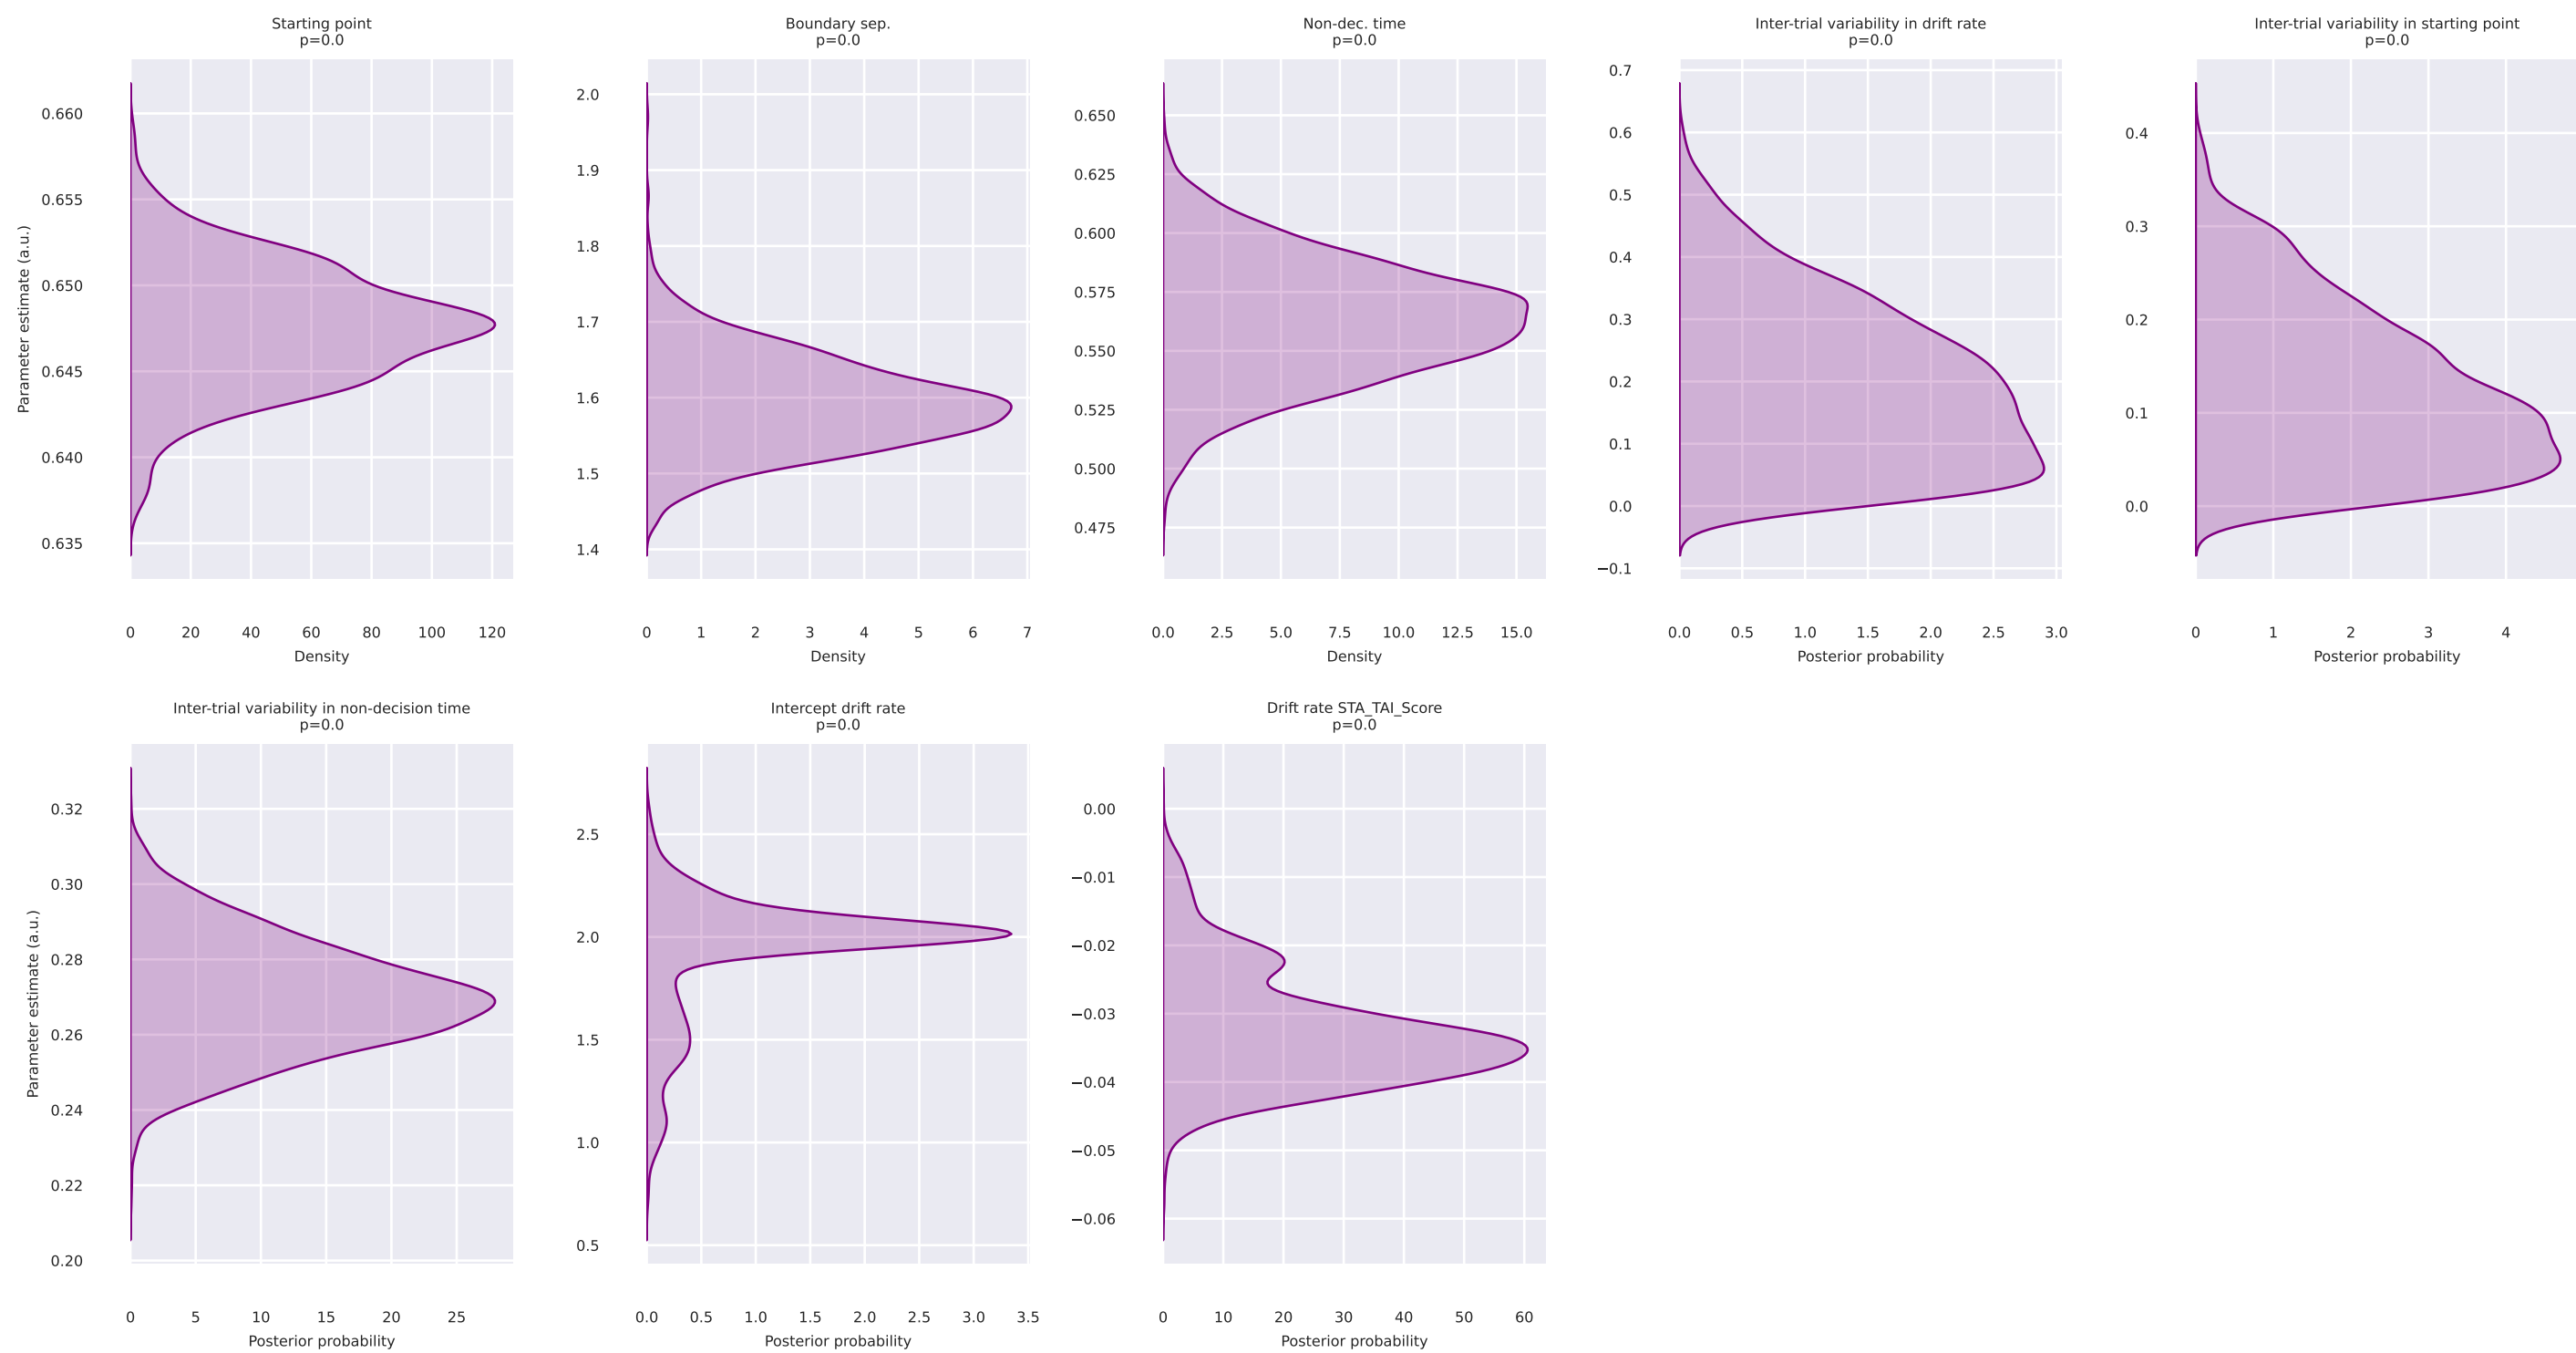 Starting point
p=0.0
Boundary sep.
p=0.0
Non-dec. time
p=0.0
Inter-trial variability in drift rate
p=0.0
Inter-trial variability in starting point
p=0.0
Parameter estimate (a.u.)
0.660
0.655
0.650
0.645
0.640
0.635
0 20 40 60 80 100 120
Density
2.0
1.9
1.8
1.7
1.6
1.5
1.4
0 1 2 3 4 5 6 7
Density
0.650
0.625
0.600
0.575
0.550
0.525
0.500
0.475
0.0 2.5 5.0 7.5 10.0 12.5 15.0
Density
0.7
0.6
0.5
0.4
0.3
0.2
0.1
0.0
−0.1
0.0 0.5 1.0 1.5 2.0 2.5 3.0
Posterior probability
0.4
0.3
0.2
0.1
0.0
0 1 2 3 4
Posterior probability
Inter-trial variability in non-decision time
p=0.0
Intercept drift rate
p=0.0
Drift rate STA_TAI_Score
p=0.0
Parameter estimate (a.u.)
0.32
0.30
0.28
0.26
0.24
0.22
0.20
0 5 10 15 20 25
Posterior probability
2.5
2.0
1.5
1.0
0.5
0.0 0.5 1.0 1.5 2.0 2.5 3.0 3.5
Posterior probability
0.00
−0.01
−0.02
−0.03
−0.04
−0.05
−0.06
0 10 20 30 40 50 60
Posterior probability